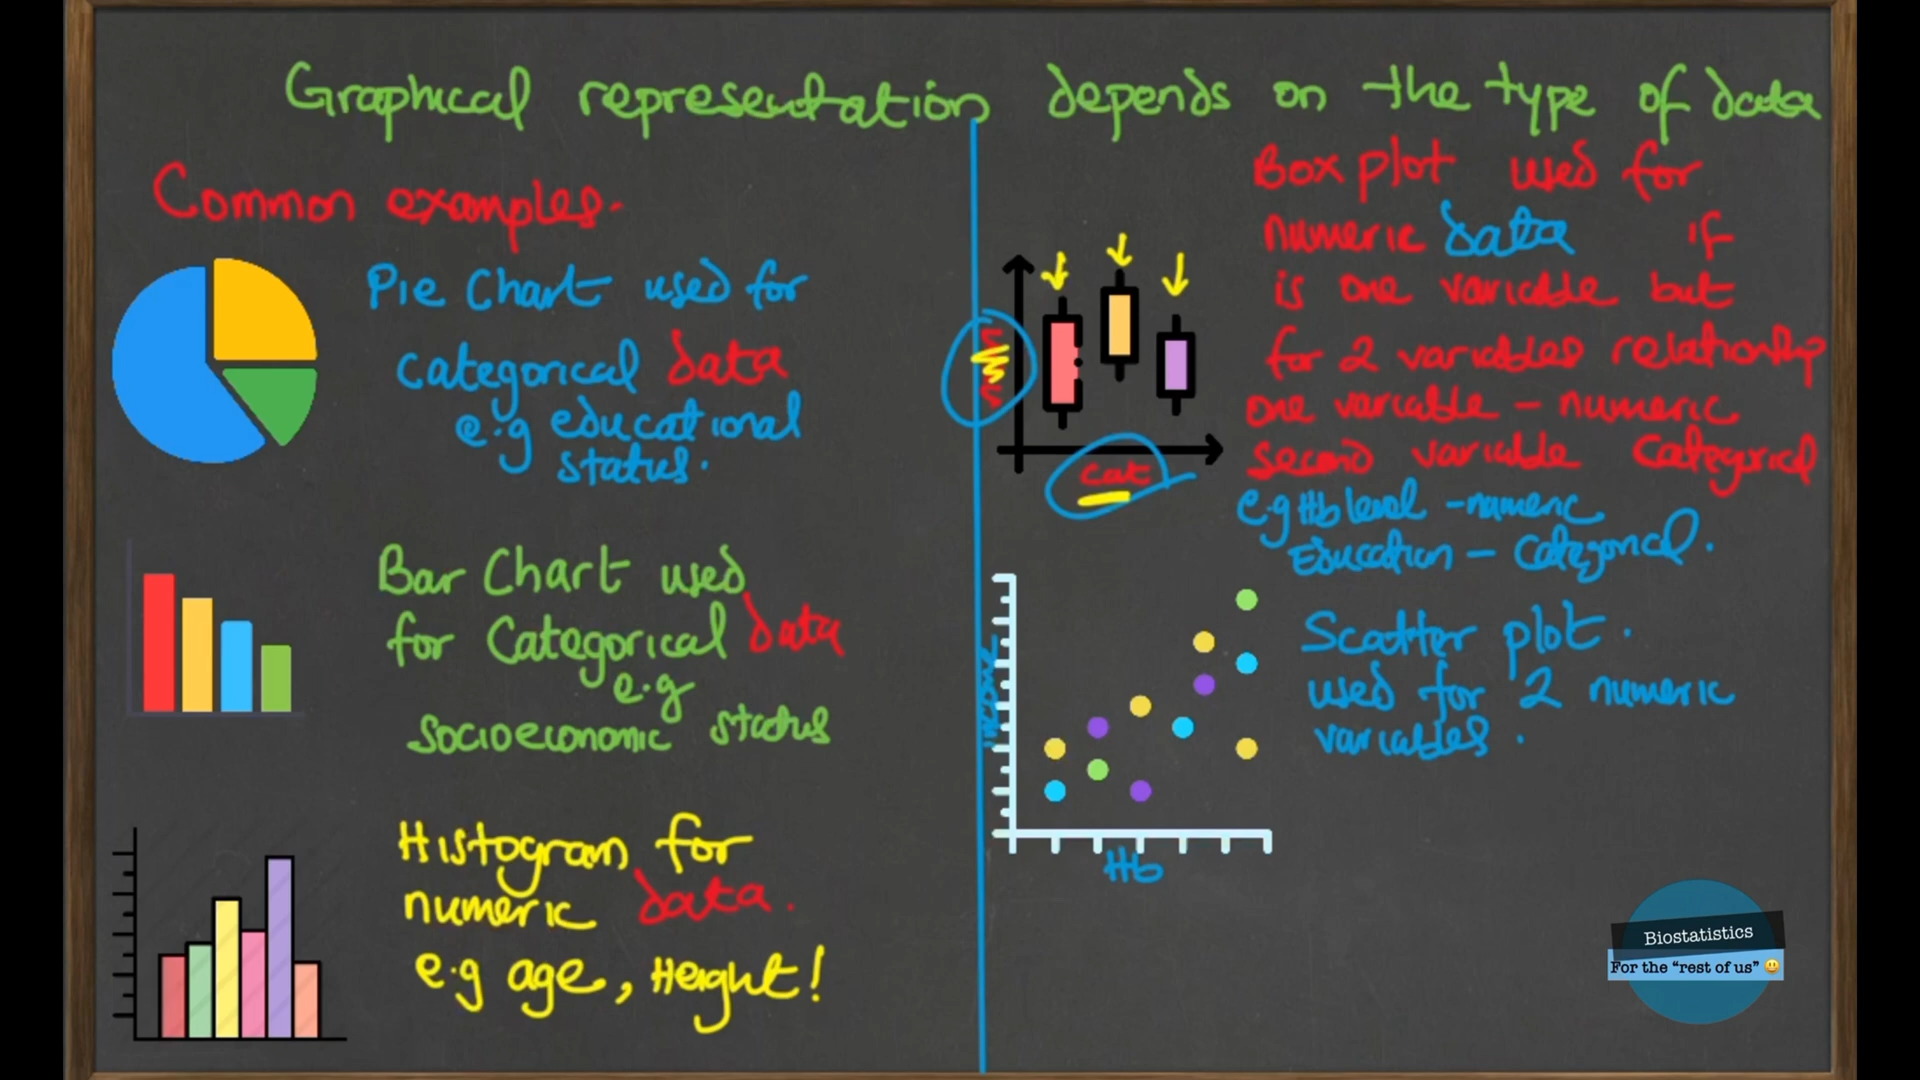 Graphical representation depends on the type of data
Common examples.
Pie Chart used for
categorical data
e.g educational
status.
Bar Chart used
for Categorical data
e.g
socioeconomic status
Histogram for
numeric data.
e.g age, Height!
Box plot used for
numeric data if
is one variable but
for 2 variables relationship
one variable - numeric
second variable Categorical
e.g Hb level - numeric
Education - Categorical.
cat
Scatter plot.
used for 2 numeric
variables.
income
Hb
Biostatistics
For the “rest of us” 😃